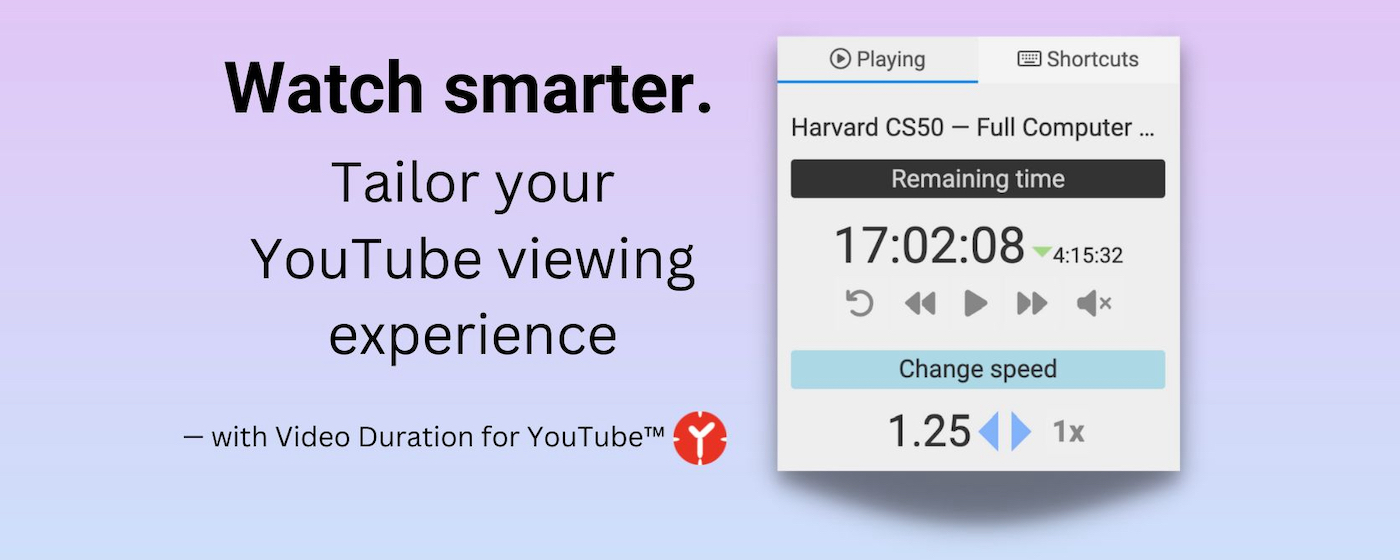 Watch smarter.
Tailor your
YouTube viewing
experience
— with Video Duration for YouTube™
Playing
Shortcuts
Harvard CS50 — Full Computer ...
Remaining time
17:02:08 4:15:32
Change speed
1.25 1x